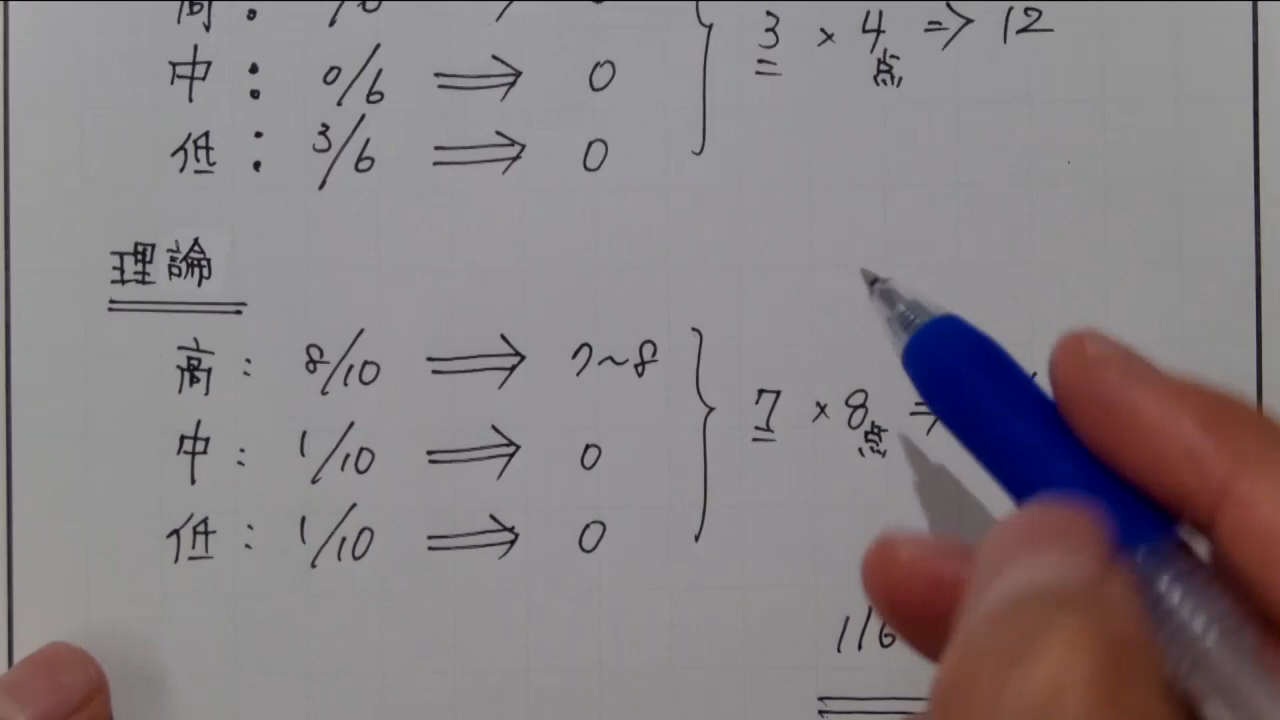 3 × 4点 => 12
中 : 0/6 ⟹ 0
低 : 3/6 ⟹ 0
理論
高 : 8/10 ⟹ 7~8
中 : 1/10 ⟹ 0
低 : 1/10 ⟹ 0
7 × 8点 =>
116